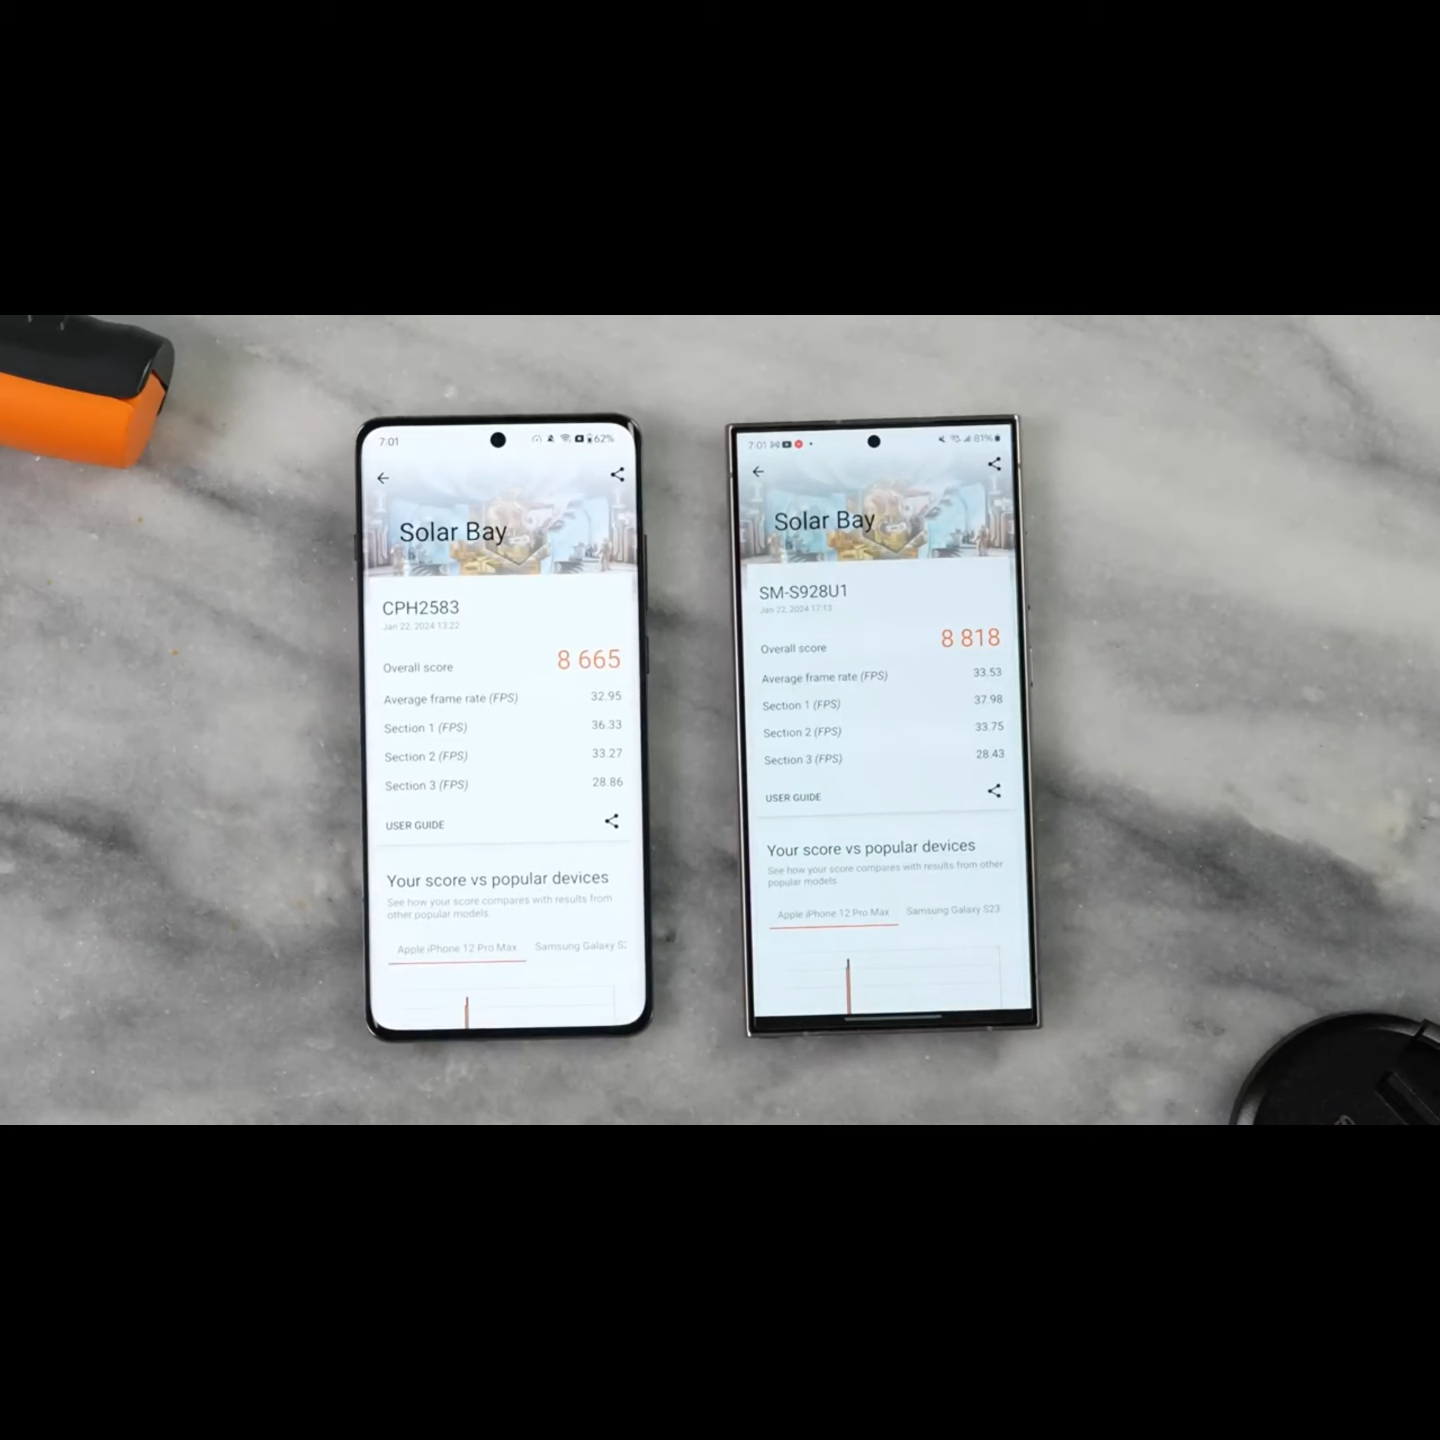 7:01
62%
Solar Bay
CPH2583
Jan 22, 2024 13:22
Overall score 8 665
Average frame rate (FPS) 32.95
Section 1 (FPS) 36.33
Section 2 (FPS) 33.27
Section 3 (FPS) 28.86
USER GUIDE
Your score vs popular devices
See how your score compares with results from
other popular models.
Apple iPhone 12 Pro Max Samsung Galaxy S2
7:01
81%
Solar Bay
SM-S928U1
Jan 22, 2024 17:13
Overall score 8 818
Average frame rate (FPS) 33.53
Section 1 (FPS) 37.98
Section 2 (FPS) 33.75
Section 3 (FPS) 28.43
USER GUIDE
Your score vs popular devices
See how your score compares with results from other
popular models.
Apple iPhone 12 Pro Max Samsung Galaxy S23